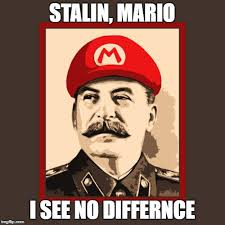 STALIN, MARIO
M
I SEE NO DIFFERNCE
imgflip.com